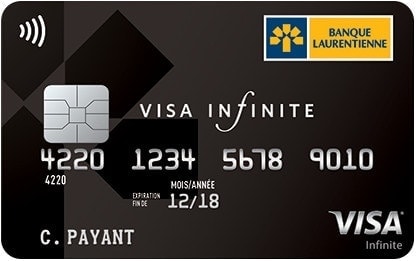 BANQUE
LAURENTIENNE
VISA INfINITE
4220 1234 5678 9010
4220
MOIS/ANNÉE
EXPIRATION
FIN DE
12/18
C. PAYANT
VISA
Infinite